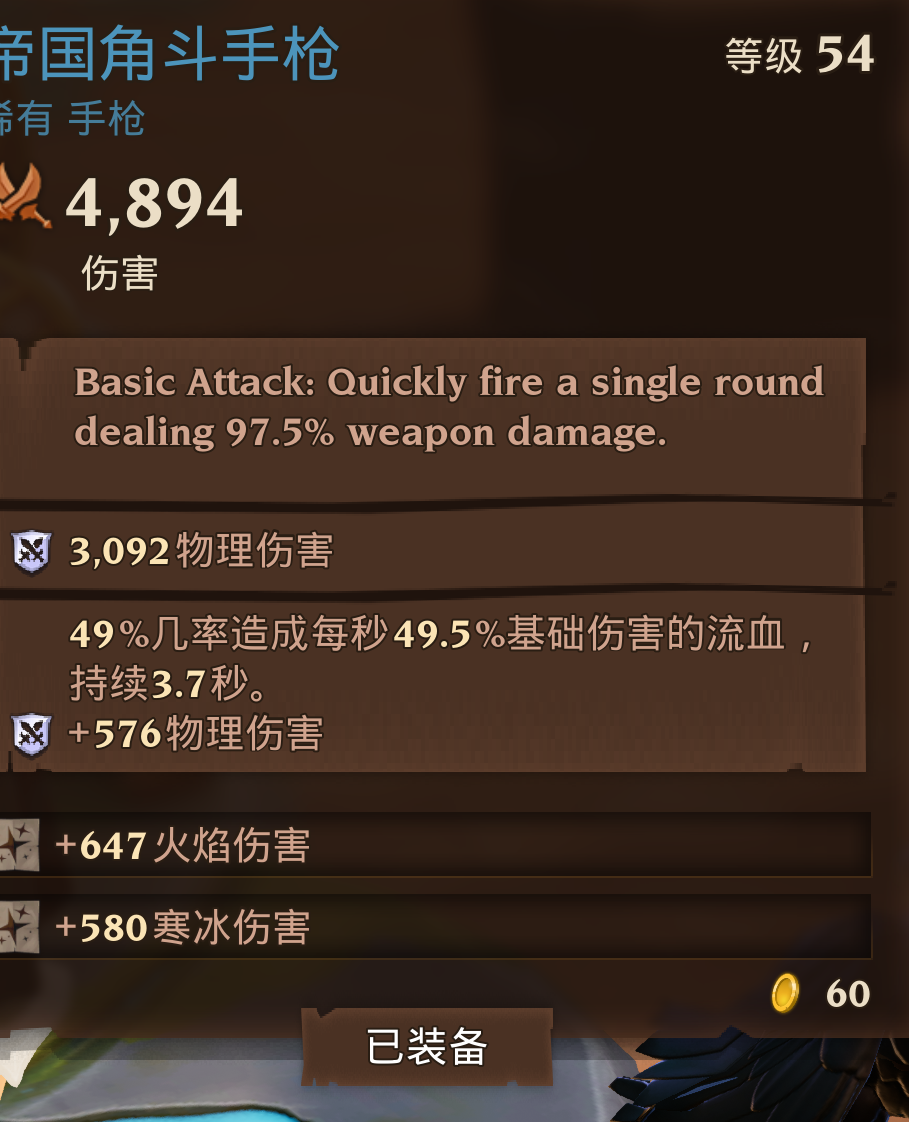 帝国角斗手枪
等级 54
稀有 手枪
4,894
伤害
Basic Attack: Quickly fire a single round
dealing 97.5% weapon damage.
3,092物理伤害
49%几率造成每秒49.5%基础伤害的流血，
持续3.7秒。
+576物理伤害
+647火焰伤害
+580寒冰伤害
60
已装备